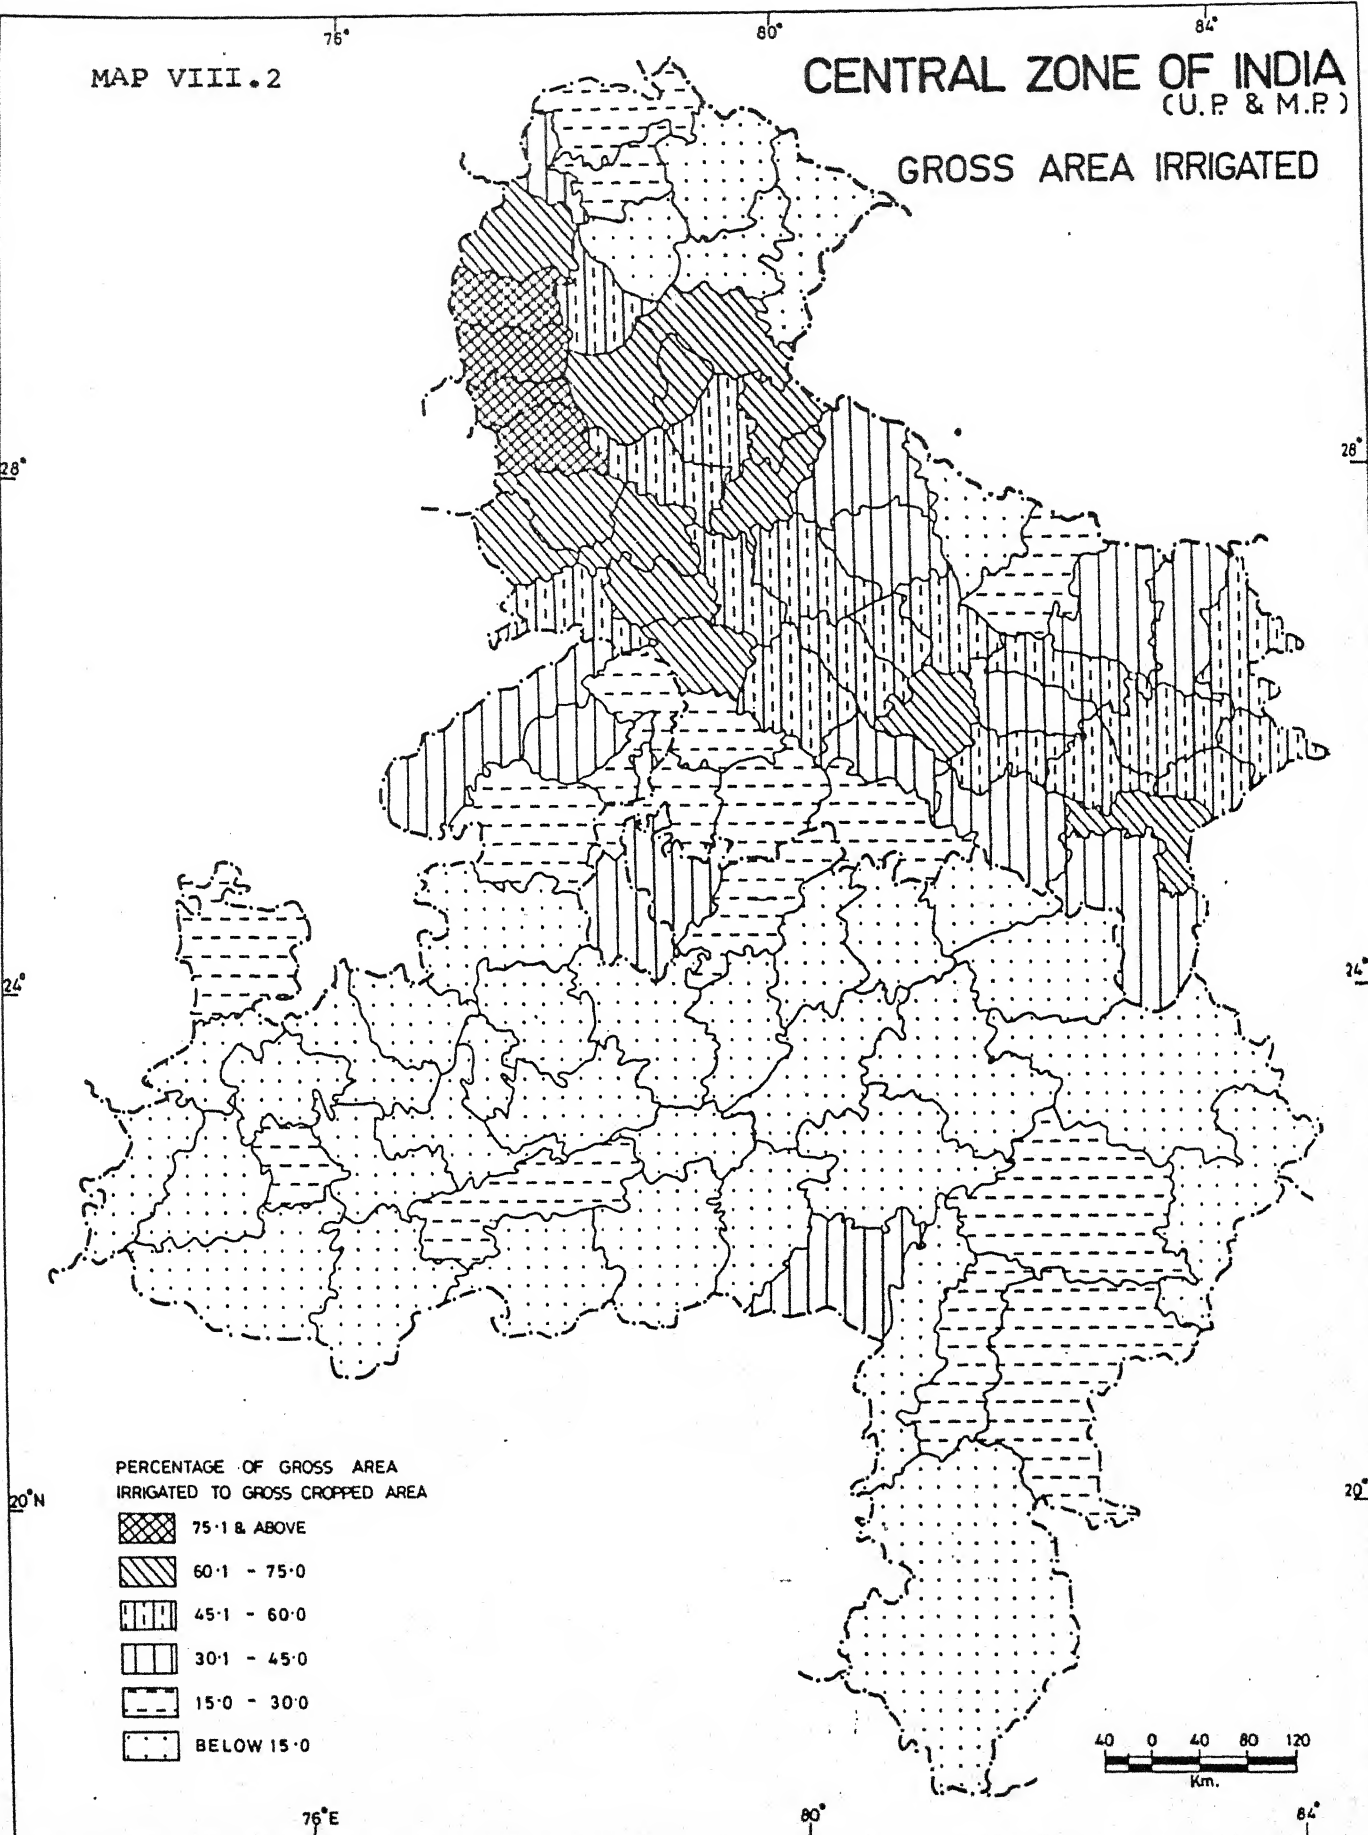 76° 80° 84°
MAP VIII.2
CENTRAL ZONE OF INDIA
(U.P. & M.P.)
GROSS AREA IRRIGATED
28° 28°
24° 24°
PERCENTAGE OF GROSS AREA
IRRIGATED TO GROSS CROPPED AREA
20°N 20°
75·1 & ABOVE
60·1 - 75·0
45·1 - 60·0
30·1 - 45·0
15·0 - 30·0
BELOW 15·0
40 0 40 80 120
Km.
76°E 80° 84°